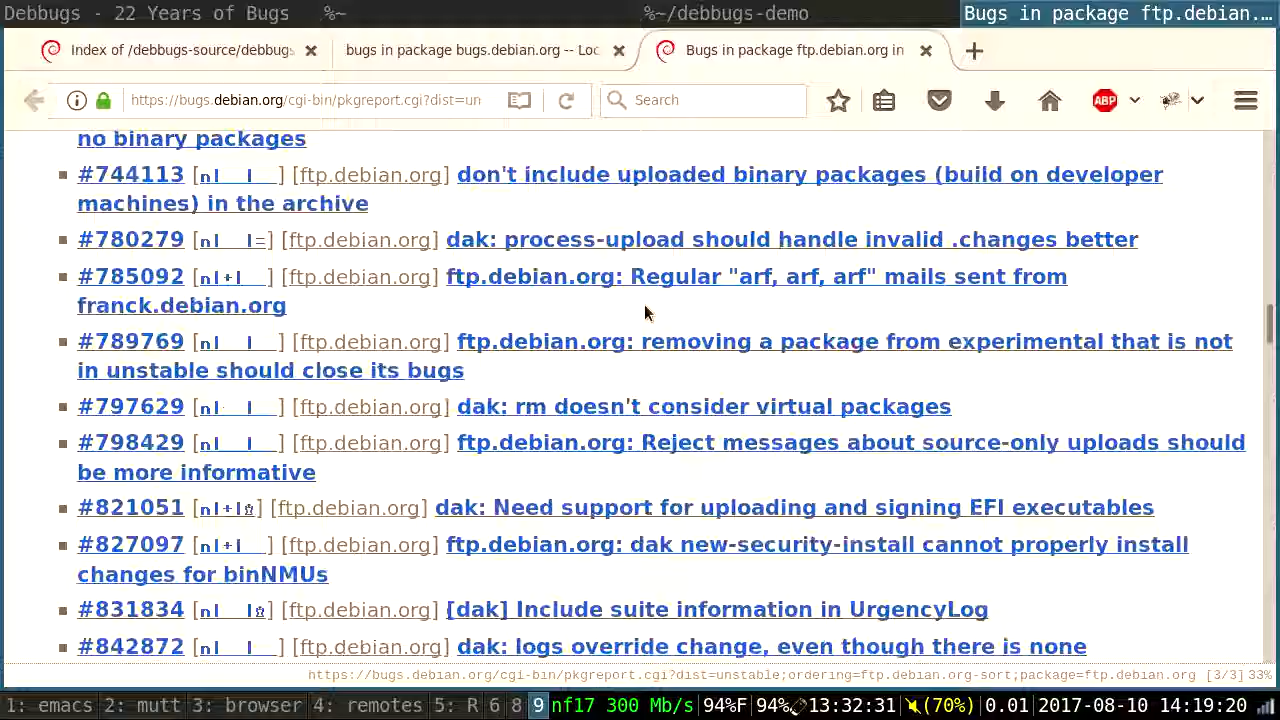 Debbugs - 22 Years of Bugs %~ %~/debbugs-demo Bugs in package ftp.debian.…
Index of /debbugs-source/debbugs bugs in package bugs.debian.org -- Loc Bugs in package ftp.debian.org in
https://bugs.debian.org/cgi-bin/pkgreport.cgi?dist=un Search ABP
no binary packages
#744113 [n| | ] [ftp.debian.org] don't include uploaded binary packages (build on developer
machines) in the archive
#780279 [n| |=] [ftp.debian.org] dak: process-upload should handle invalid .changes better
#785092 [n|+| ] [ftp.debian.org] ftp.debian.org: Regular "arf, arf, arf" mails sent from
franck.debian.org
#789769 [n| | ] [ftp.debian.org] ftp.debian.org: removing a package from experimental that is not
in unstable should close its bugs
#797629 [n| | ] [ftp.debian.org] dak: rm doesn't consider virtual packages
#798429 [n| | ] [ftp.debian.org] ftp.debian.org: Reject messages about source-only uploads should
be more informative
#821051 [n|+|☃] [ftp.debian.org] dak: Need support for uploading and signing EFI executables
#827097 [n|+| ] [ftp.debian.org] ftp.debian.org: dak new-security-install cannot properly install
changes for binNMUs
#831834 [n| |☃] [ftp.debian.org] [dak] Include suite information in UrgencyLog
#842872 [n| | ] [ftp.debian.org] dak: logs override change, even though there is none
https://bugs.debian.org/cgi-bin/pkgreport.cgi?dist=unstable;ordering=ftp.debian.org-sort;package=ftp.debian.org [3/3] 33%
1: emacs 2: mutt 3: browser 4: remotes 5: R 6 8 9 nf17 300 Mb/s 94%F 94% 13:32:31 (70%) 0.01 2017-08-10 14:19:20